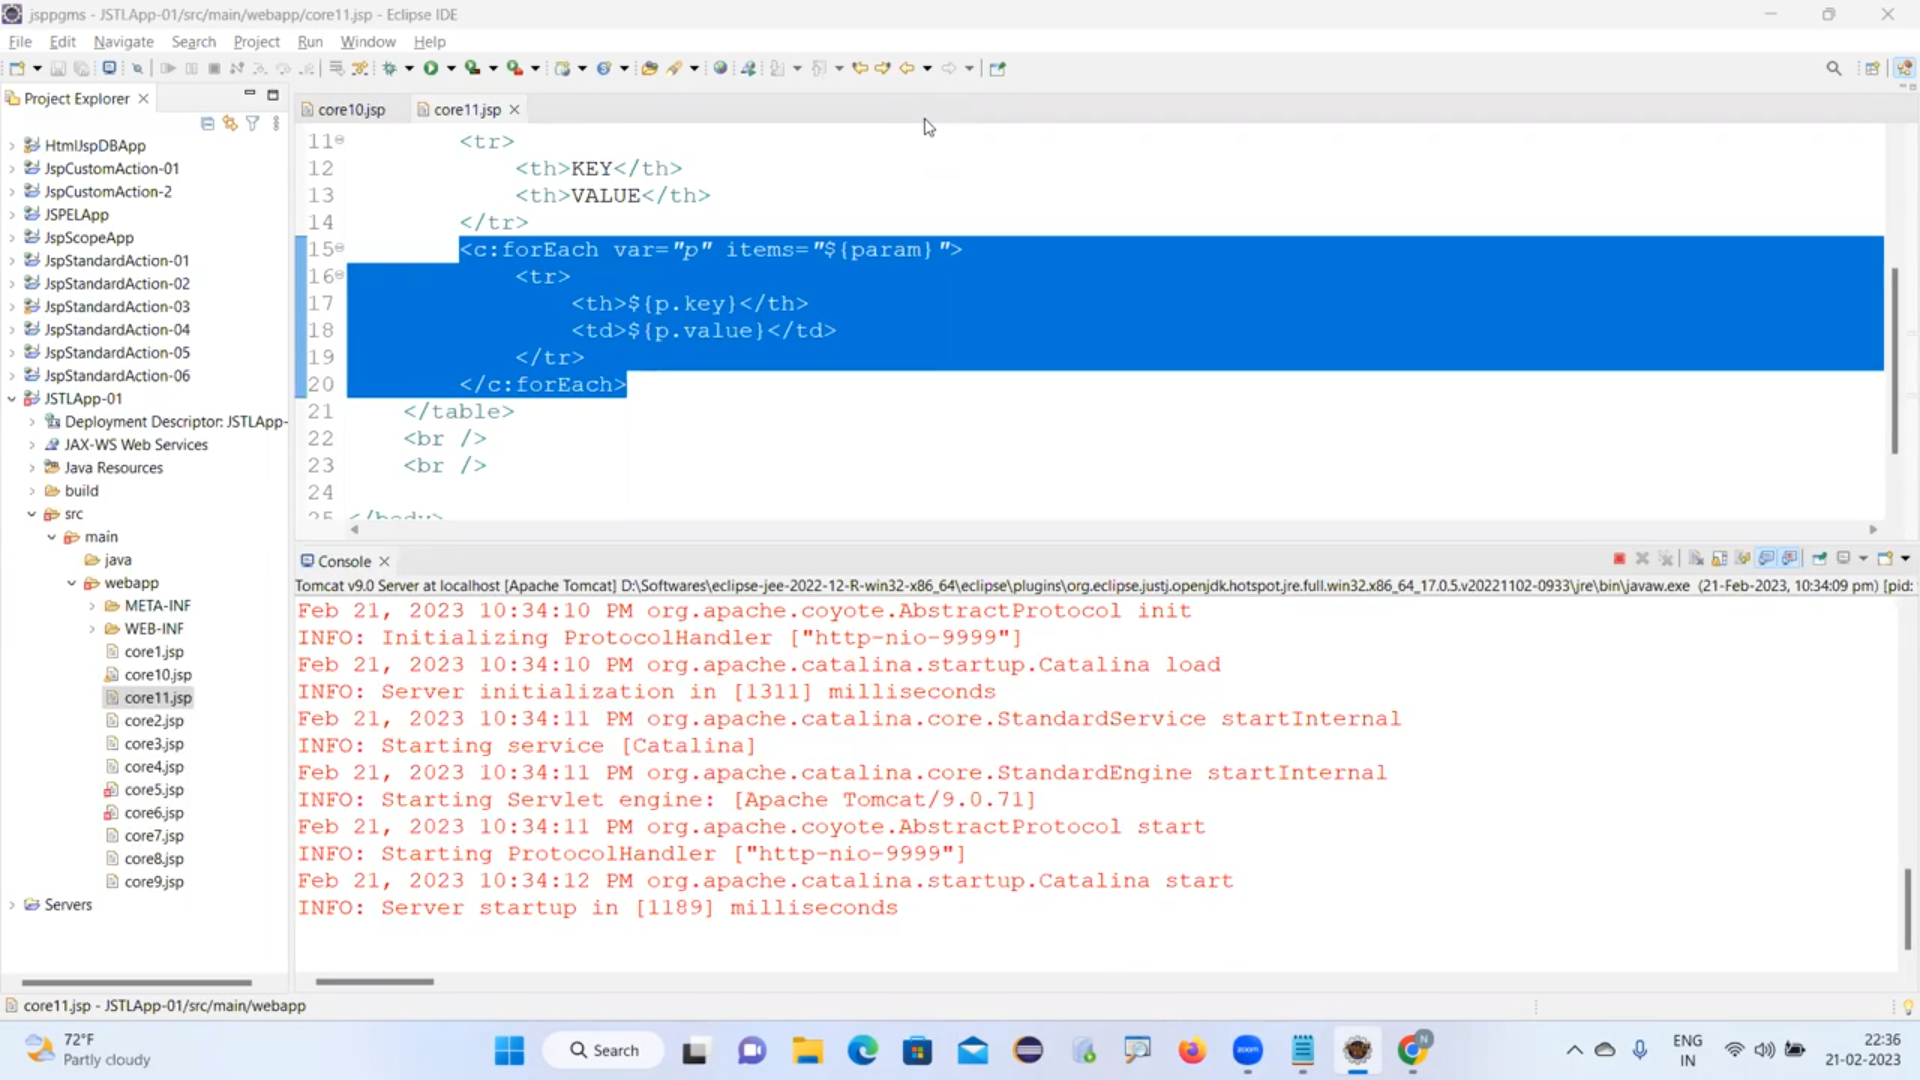 jsppgms - JSTLApp-01/src/main/webapp/core11.jsp - Eclipse IDE
File Edit Navigate Search Project Run Window Help
Project Explorer
HtmlJspDBApp
JspCustomAction-01
JspCustomAction-2
JSPELApp
JspScopeApp
JspStandardAction-01
JspStandardAction-02
JspStandardAction-03
JspStandardAction-04
JspStandardAction-05
JspStandardAction-06
JSTLApp-01
Deployment Descriptor: JSTLApp-
JAX-WS Web Services
Java Resources
build
src
main
java
webapp
META-INF
WEB-INF
core1.jsp
core10.jsp
core11.jsp
core2.jsp
core3.jsp
core4.jsp
core5.jsp
core6.jsp
core7.jsp
core8.jsp
core9.jsp
Servers
core10.jsp core11.jsp
11 <tr>
12 <th>KEY</th>
13 <th>VALUE</th>
14 </tr>
15 <c:forEach var="p" items="${param}">
16 <tr>
17 <th>${p.key}</th>
18 <td>${p.value}</td>
19 </tr>
20 </c:forEach>
21 </table>
22 <br />
23 <br />
24
25 </body>
Console
Tomcat v9.0 Server at localhost [Apache Tomcat] D:\Softwares\eclipse-jee-2022-12-R-win32-x86_64\eclipse\plugins\org.eclipse.justj.openjdk.hotspot.jre.full.win32.x86_64_17.0.5.v20221102-0933\jre\bin\javaw.exe (21-Feb-2023, 10:34:09 pm) [pid:
Feb 21, 2023 10:34:10 PM org.apache.coyote.AbstractProtocol init
INFO: Initializing ProtocolHandler ["http-nio-9999"]
Feb 21, 2023 10:34:10 PM org.apache.catalina.startup.Catalina load
INFO: Server initialization in [1311] milliseconds
Feb 21, 2023 10:34:11 PM org.apache.catalina.core.StandardService startInternal
INFO: Starting service [Catalina]
Feb 21, 2023 10:34:11 PM org.apache.catalina.core.StandardEngine startInternal
INFO: Starting Servlet engine: [Apache Tomcat/9.0.71]
Feb 21, 2023 10:34:11 PM org.apache.coyote.AbstractProtocol start
INFO: Starting ProtocolHandler ["http-nio-9999"]
Feb 21, 2023 10:34:12 PM org.apache.catalina.startup.Catalina start
INFO: Server startup in [1189] milliseconds
core11.jsp - JSTLApp-01/src/main/webapp
72°F
Partly cloudy
Search
zoom
N
ENG
IN
22:36
21-02-2023